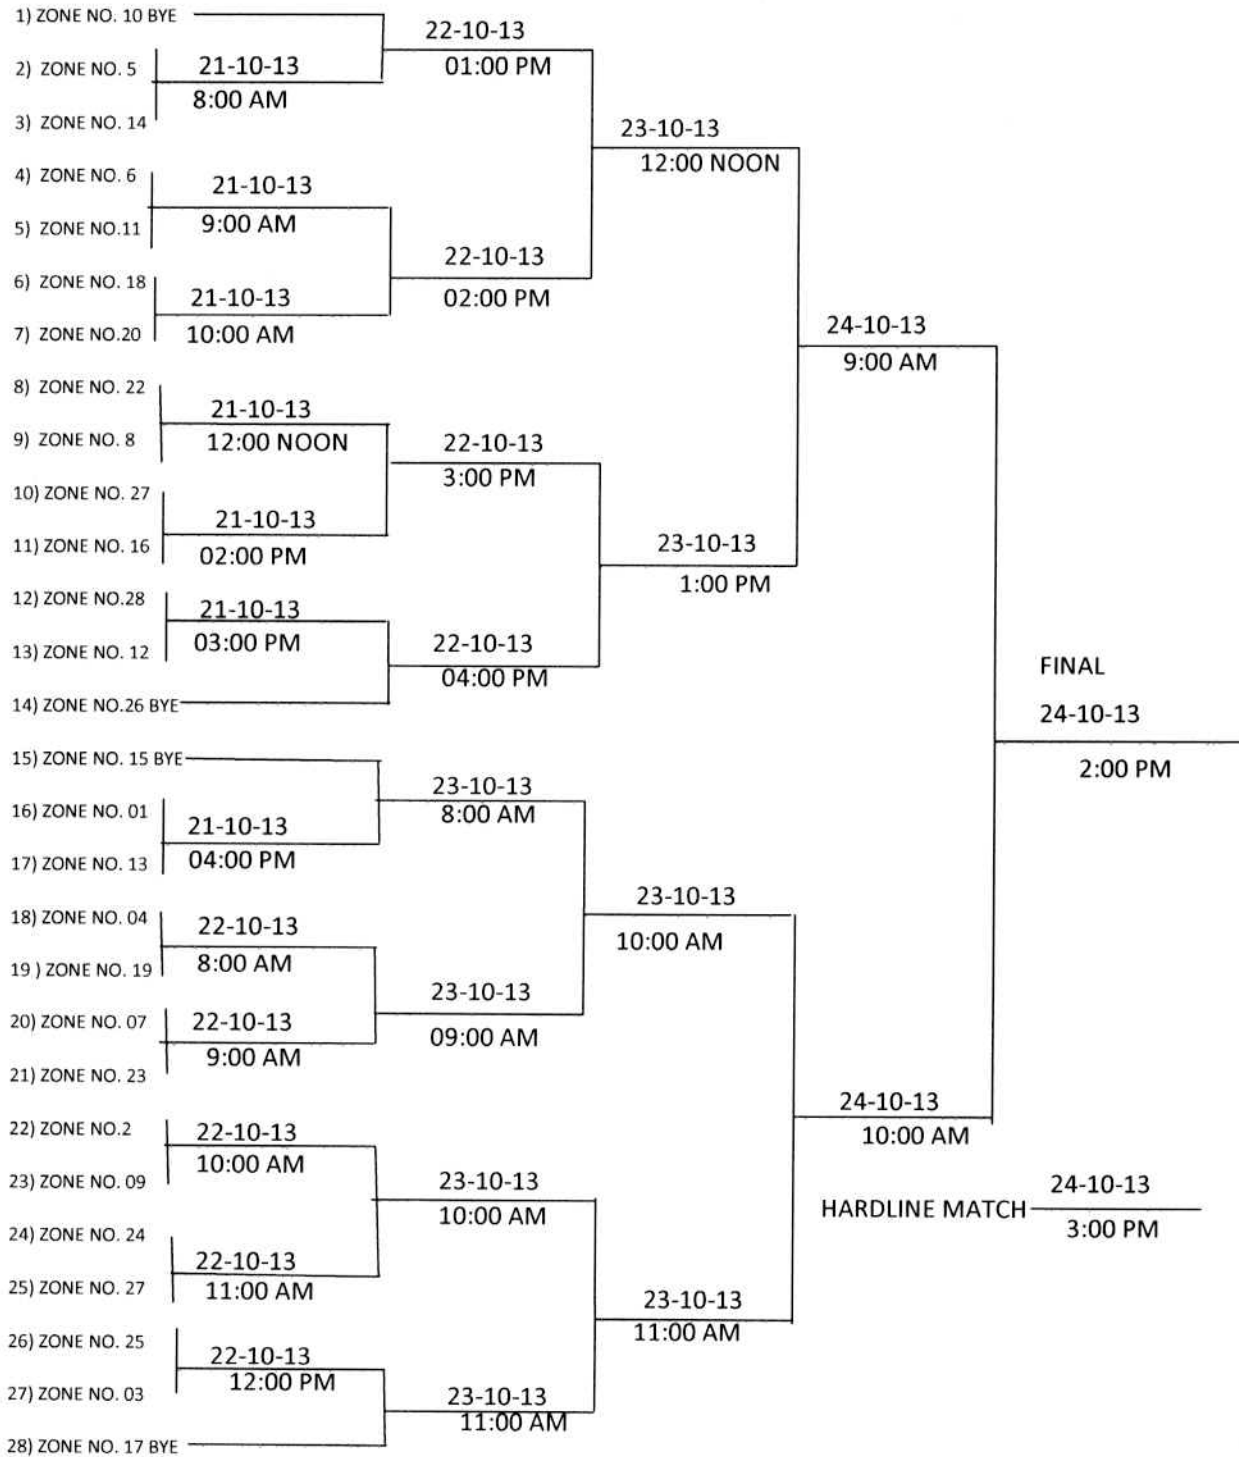 1) ZONE NO. 10 BYE
2) ZONE NO. 5
3) ZONE NO. 14
4) ZONE NO. 6
5) ZONE NO.11
6) ZONE NO. 18
7) ZONE NO.20
8) ZONE NO. 22
9) ZONE NO. 8
10) ZONE NO. 27
11) ZONE NO. 16
12) ZONE NO.28
13) ZONE NO. 12
14) ZONE NO.26 BYE
15) ZONE NO. 15 BYE
16) ZONE NO. 01
17) ZONE NO. 13
18) ZONE NO. 04
19 ) ZONE NO. 19
20) ZONE NO. 07
21) ZONE NO. 23
22) ZONE NO.2
23) ZONE NO. 09
24) ZONE NO. 24
25) ZONE NO. 27
26) ZONE NO. 25
27) ZONE NO. 03
28) ZONE NO. 17 BYE
21-10-13
8:00 AM
21-10-13
9:00 AM
21-10-13
10:00 AM
21-10-13
12:00 NOON
21-10-13
02:00 PM
21-10-13
03:00 PM
21-10-13
04:00 PM
22-10-13
8:00 AM
22-10-13
9:00 AM
22-10-13
10:00 AM
22-10-13
11:00 AM
22-10-13
12:00 PM
22-10-13
01:00 PM
22-10-13
02:00 PM
22-10-13
3:00 PM
22-10-13
04:00 PM
23-10-13
8:00 AM
23-10-13
09:00 AM
23-10-13
10:00 AM
23-10-13
11:00 AM
23-10-13
12:00 NOON
23-10-13
1:00 PM
23-10-13
10:00 AM
23-10-13
11:00 AM
24-10-13
9:00 AM
24-10-13
10:00 AM
FINAL
24-10-13
2:00 PM
HARDLINE MATCH
24-10-13
3:00 PM